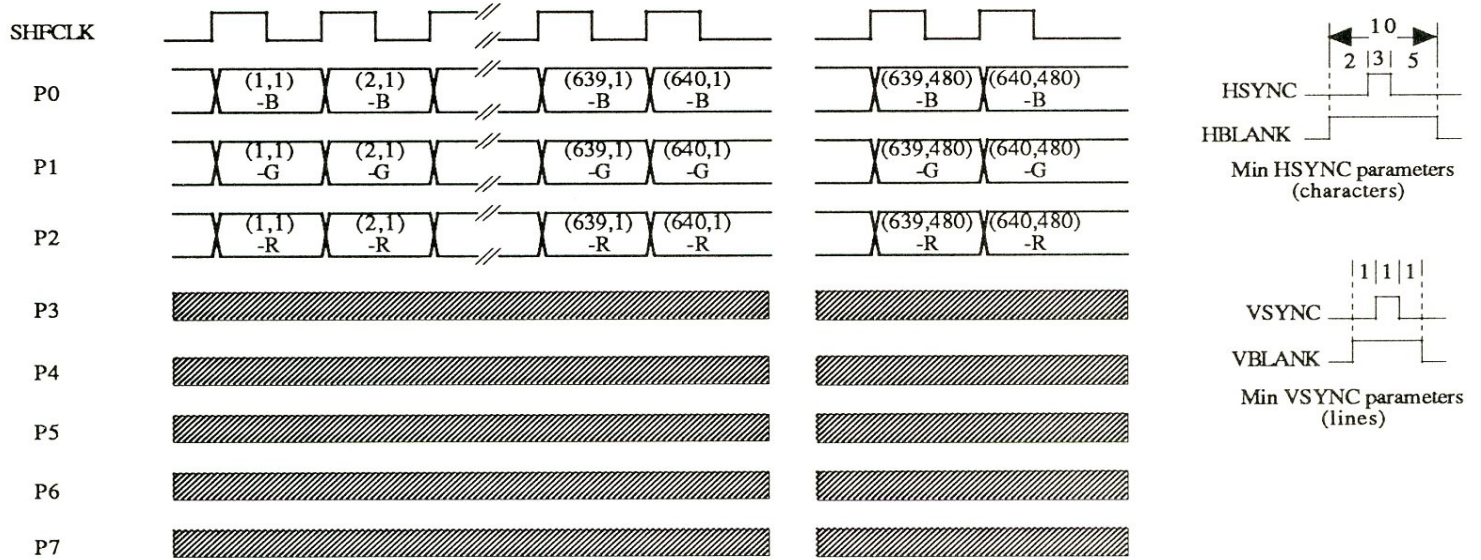 SHFCLK
P0 (1,1) (2,1) (639,1) (640,1) (639,480) (640,480)
-B -B -B -B -B -B
P1 (1,1) (2,1) (639,1) (640,1) (639,480) (640,480)
-G -G -G -G -G -G
P2 (1,1) (2,1) (639,1) (640,1) (639,480) (640,480)
-R -R -R -R -R -R
P3
P4
P5
P6
P7
10
2 3 5
HSYNC
HBLANK
Min HSYNC parameters
(characters)
1 1 1
VSYNC
VBLANK
Min VSYNC parameters
(lines)